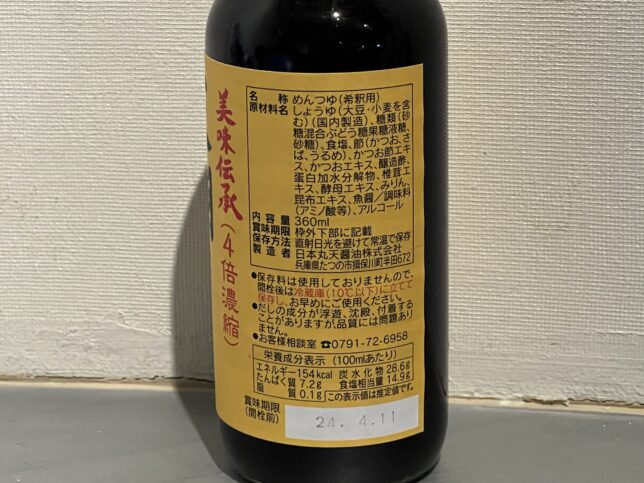 美味伝承(4倍濃縮)
名称 めんつゆ(希釈用)
原材料名 しょうゆ(大豆・小麦を含
む)(国内製造)、糖類(砂
糖混合ぶどう糖果糖液糖、
砂糖)、食塩、節(かつお、さ
ば、うるめ)、かつお節エキ
ス、かつおエキス、醸造酢、
蛋白加水分解物、椎茸エ
キス、酵母エキス、みりん、
昆布エキス、魚醤/調味料
(アミノ酸等)、アルコール
内容量 360ml
賞味期限 枠外下部に記載
保存方法 直射日光を避けて常温で保存
製造者 日本丸天醤油株式会社
兵庫県たつの市揖保川町半田672
●保存料は使用しておりませんので、
開栓後は冷蔵庫(10℃以下)に立てて
保存し、お早めにご使用ください。
●だしの成分が浮遊、沈殿、付着する
ことがありますが、品質には問題あり
ません。
●お客様相談室 ☎0791-72-6958
栄養成分表示(100mlあたり)
エネルギー 154kcal 炭水化物 28.6g
たんぱく質 7.2g 食塩相当量 14.9g
脂質 0.1g この表示値は推定値です。
賞味期限
(開栓前)
24. 4.11